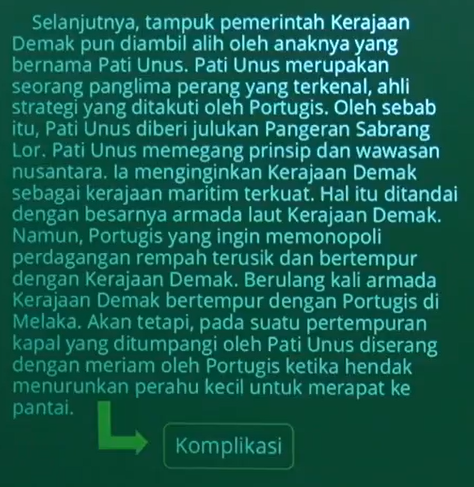 Selanjutnya, tampuk pemerintah Kerajaan
Demak pun diambil alih oleh anaknya yang
bernama Pati Unus. Pati Unus merupakan
seorang panglima perang yang terkenal, ahli
strategi yang ditakuti oleh Portugis. Oleh sebab
itu, Pati Unus diberi julukan Pangeran Sabrang
Lor. Pati Unus memegang prinsip dan wawasan
nusantara. Ia menginginkan Kerajaan Demak
sebagai kerajaan maritim terkuat. Hal itu ditandai
dengan besarnya armada laut Kerajaan Demak.
Namun, Portugis yang ingin memonopoli
perdagangan rempah terusik dan bertempur
dengan Kerajaan Demak. Berulang kali armada
Kerajaan Demak bertempur dengan Portugis di
Melaka. Akan tetapi, pada suatu pertempuran
kapal yang ditumpangi oleh Pati Unus diserang
dengan meriam oleh Portugis ketika hendak
menurunkan perahu kecil untuk merapat ke
pantai.
Komplikasi